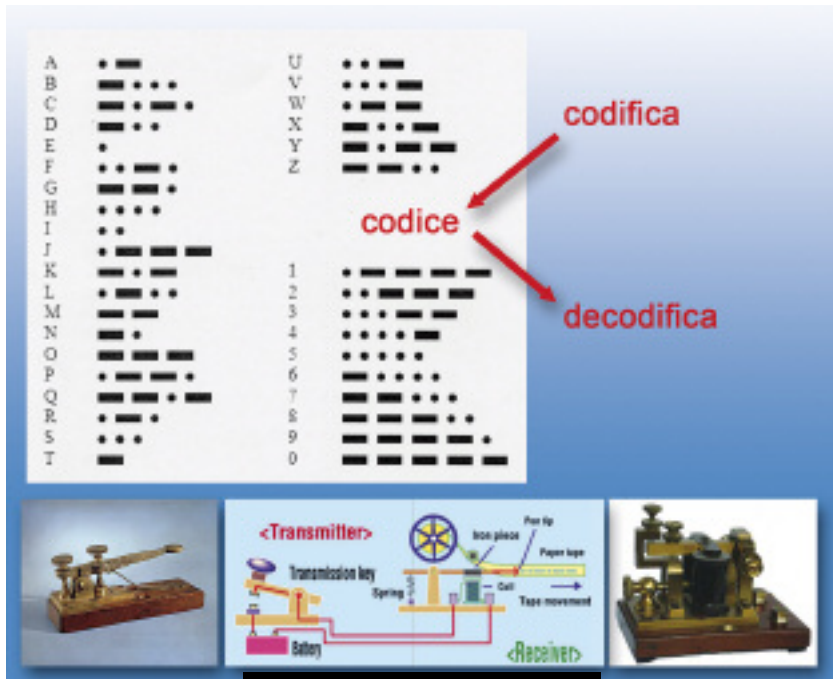 A • —
B — • • •
C — • — •
D — • •
E •
F • • — •
G — — •
H • • • •
I • •
J • — — —
K — • —
L • — • •
M — —
N — •
O — — —
P • — — •
Q — — • —
R • — •
S • • •
T —
U • • —
V • • • —
W • — —
X — • • —
Y — • — —
Z — — • •
1 • — — — —
2 • • — — —
3 • • • — —
4 • • • • —
5 • • • • •
6 — • • • •
7 — — • • •
8 — — — • •
9 — — — — •
0 — — — — —
codifica
codice
decodifica
<Transmitter>
Transmission key
Battery
Spring
Iron piece
Pen tip
Paper tape
Coil
Tape movement
<Receiver>